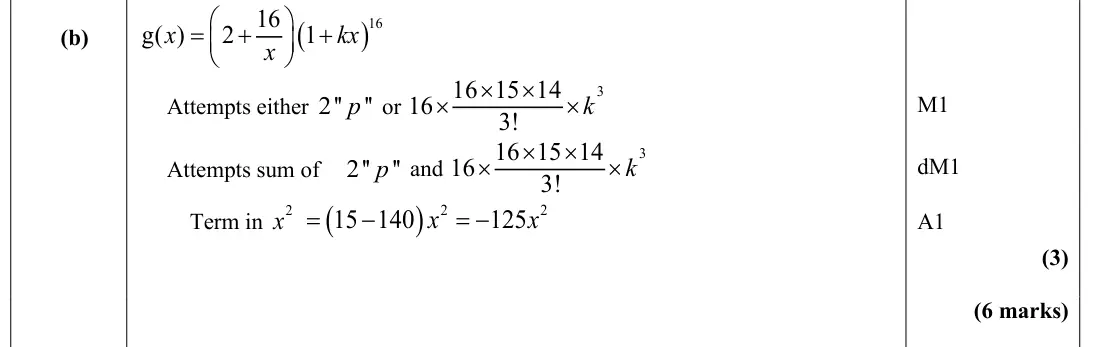 (b) g(x) = (2 + 16/x)(1 + kx)^16
Attempts either 2"p" or 16 × (16×15×14)/3! × k^3 M1
Attempts sum of 2"p" and 16 × (16×15×14)/3! × k^3 dM1
Term in x^2 = (15−140)x^2 = −125x^2 A1
(3)
(6 marks)